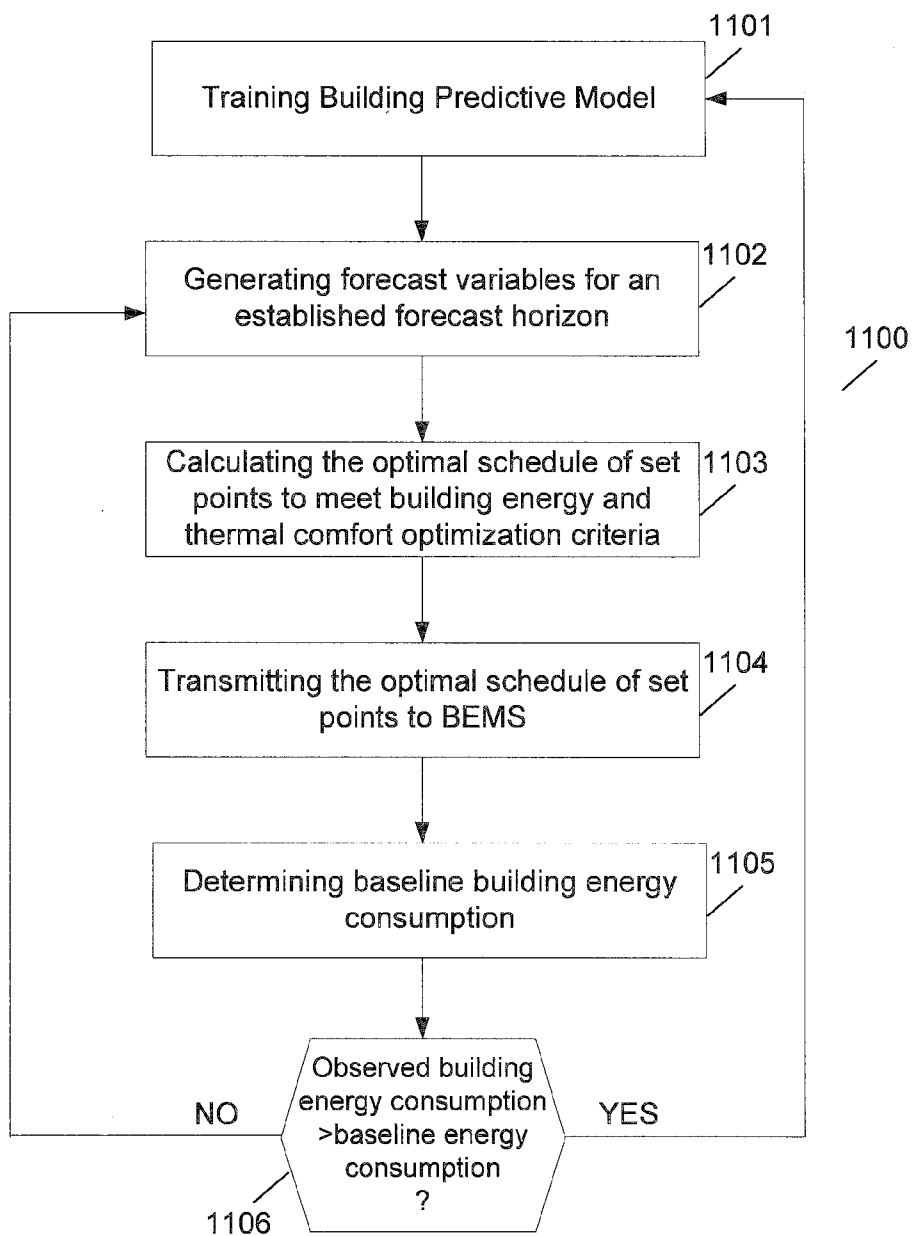 1101
Training Building Predictive Model
1102
Generating forecast variables for an
established forecast horizon
1100
Calculating the optimal schedule of set
points to meet building energy and
thermal comfort optimization criteria
1103
Transmitting the optimal schedule of set
points to BEMS
1104
Determining baseline building energy
consumption
1105
Observed building
energy consumption
>baseline energy
consumption
?
NO
YES
1106